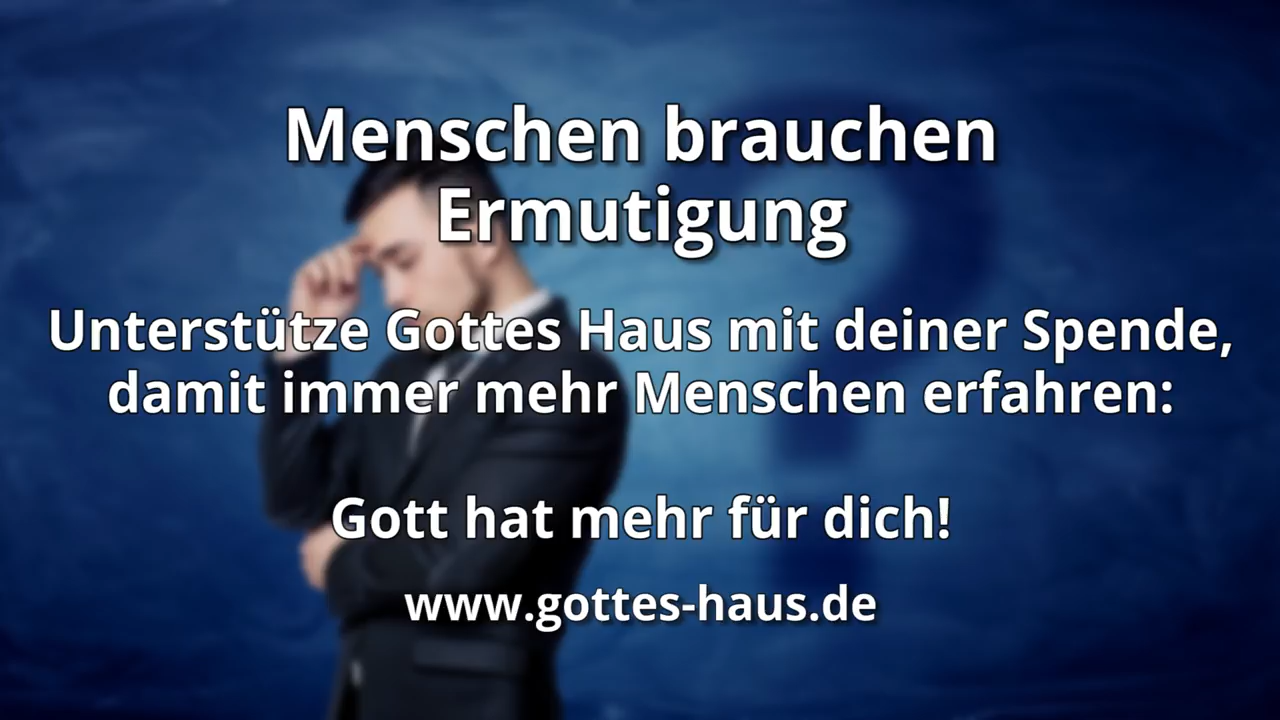 Menschen brauchen
Ermutigung
Unterstütze Gottes Haus mit deiner Spende,
damit immer mehr Menschen erfahren:
Gott hat mehr für dich!
www.gottes-haus.de